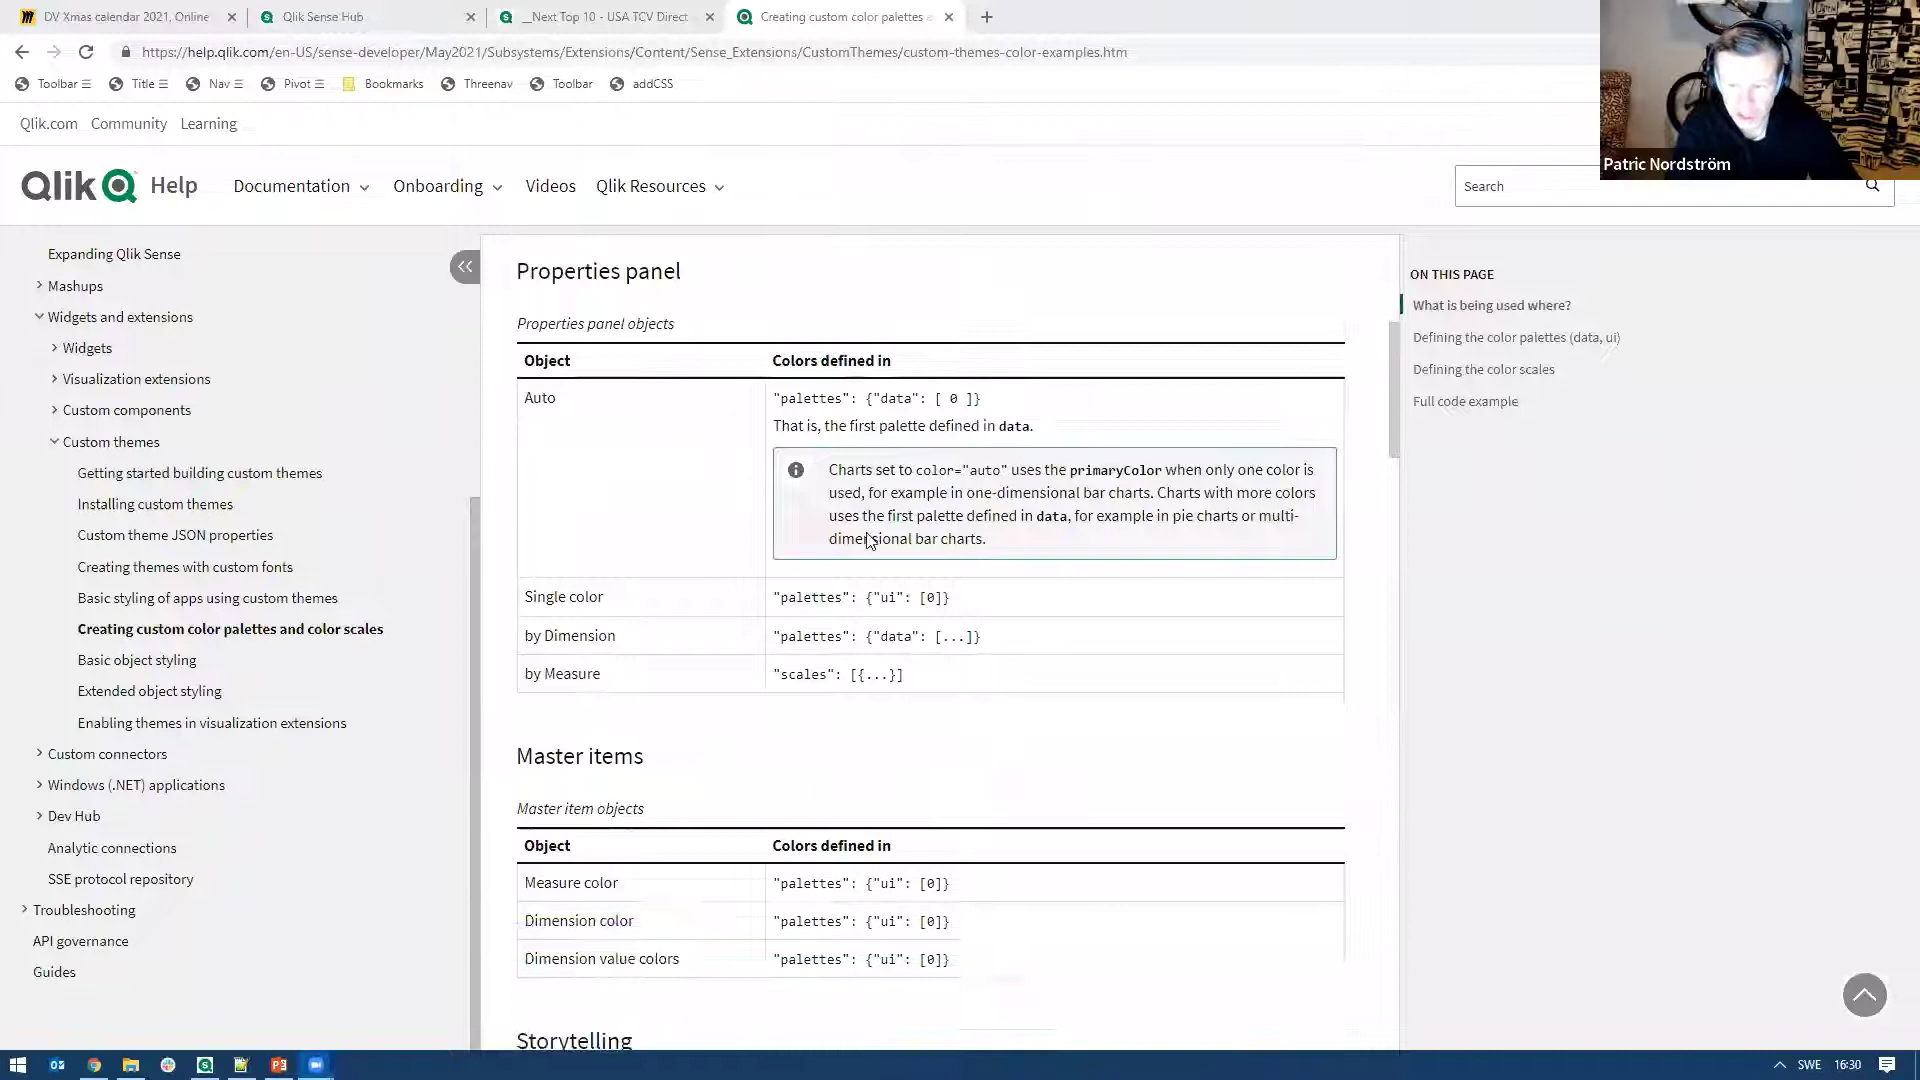 DV Xmas calendar 2021, Online
Qlik Sense Hub
__Next Top 10 - USA TCV Direct
Creating custom color palettes a
https://help.qlik.com/en-US/sense-developer/May2021/Subsystems/Extensions/Content/Sense_Extensions/CustomThemes/custom-themes-color-examples.htm
Toolbar ☰ Title ☰ Nav ☰ Pivot ☰ Bookmarks Threenav Toolbar addCSS
Qlik.com Community Learning
Patric Nordström
Qlik Help Documentation Onboarding Videos Qlik Resources
Search
Expanding Qlik Sense
Mashups
Widgets and extensions
Widgets
Visualization extensions
Custom components
Custom themes
Getting started building custom themes
Installing custom themes
Custom theme JSON properties
Creating themes with custom fonts
Basic styling of apps using custom themes
Creating custom color palettes and color scales
Basic object styling
Extended object styling
Enabling themes in visualization extensions
Custom connectors
Windows (.NET) applications
Dev Hub
Analytic connections
SSE protocol repository
Troubleshooting
API governance
Guides
Properties panel
Properties panel objects
Object Colors defined in
Auto "palettes": {"data": [ 0 ]}
That is, the first palette defined in data.
Charts set to color="auto" uses the primaryColor when only one color is
used, for example in one-dimensional bar charts. Charts with more colors
uses the first palette defined in data, for example in pie charts or multi-
dimensional bar charts.
Single color "palettes": {"ui": [0]}
by Dimension "palettes": {"data": [...]}
by Measure "scales": [{...}]
Master items
Master item objects
Object Colors defined in
Measure color "palettes": {"ui": [0]}
Dimension color "palettes": {"ui": [0]}
Dimension value colors "palettes": {"ui": [0]}
Storytelling
ON THIS PAGE
What is being used where?
Defining the color palettes (data, ui)
Defining the color scales
Full code example
SWE 16:30